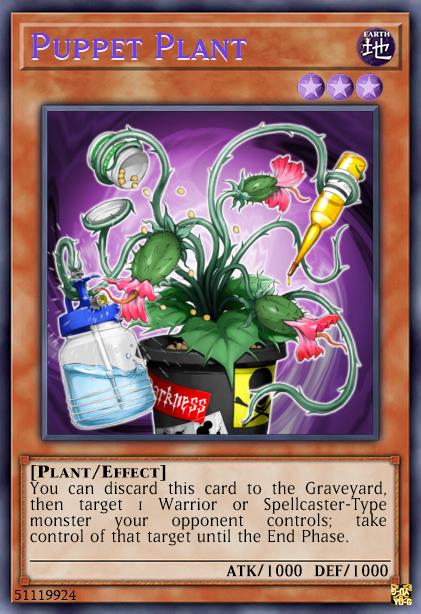 PUPPET PLANT
EARTH
地
arkness
[PLANT/EFFECT]
You can discard this card to the Graveyard,
then target 1 Warrior or Spellcaster-Type
monster your opponent controls; take
control of that target until the End Phase.
ATK/1000 DEF/1000
51119924